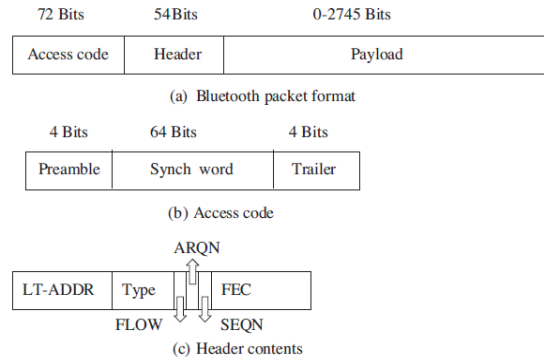 72 Bits 54Bits 0-2745 Bits
Access code Header Payload
(a) Bluetooth packet format
4 Bits 64 Bits 4 Bits
Preamble Synch word Trailer
(b) Access code
ARQN
LT-ADDR Type FEC
FLOW SEQN
(c) Header contents